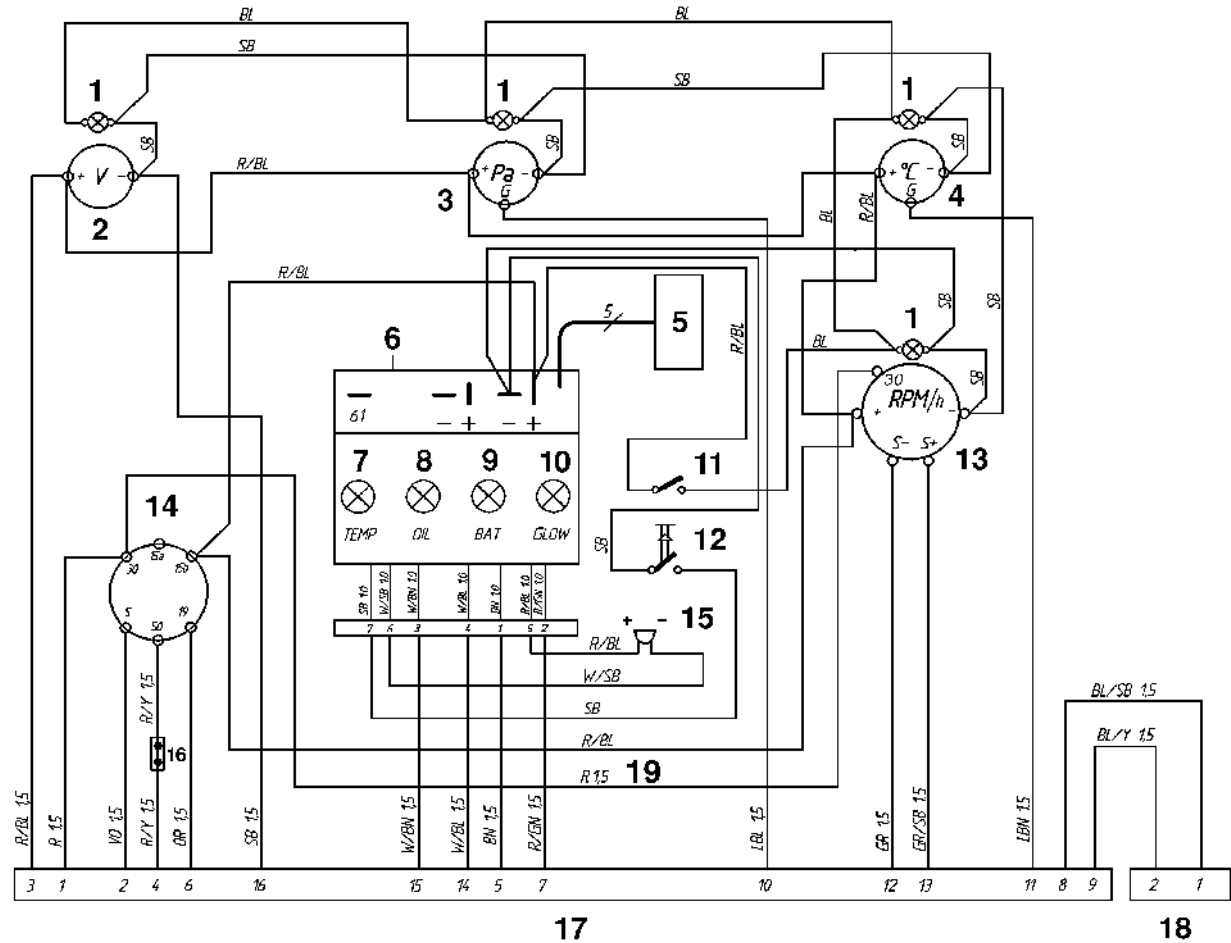 BL
BL
SB
SB
1
1
1
SB
SB
SB
+ V -
+ Pa -
G
+ °C -
G
R/BL
2
3
4
BL
R/BL
R/BL
5
5
6
R/BL
SB
SB
1
BL
SB
61
- +
- +
30
RPM/h
+ -
S- S+
13
7
8
9
10
11
TEMP
OIL
BAT
GLOW
14
30
15a
15b
5
19
50
SB
12
SB 1.0
W/SB 1.0
W/BN 1.0
W/BL 1.0
BN 1.0
R/BL 1.0
R/GN 1.0
7 6 3 4 1 5 2
+ -
15
R/BL
W/SB
SB
R/Y 1,5
16
R/BL
R 1,5
19
BL/SB 1,5
BL/Y 1,5
R/BL 1,5
R 1,5
VO 1,5
R/Y 1,5
OR 1,5
SB 1,5
W/BN 1,5
W/BL 1,5
BN 1,5
R/GN 1,5
LBL 1,5
GR 1,5
GR/SB 1,5
LBN 1,5
3 1 2 4 6 16 15 14 5 7 10 12 13 11 8 9
2 1
17
18